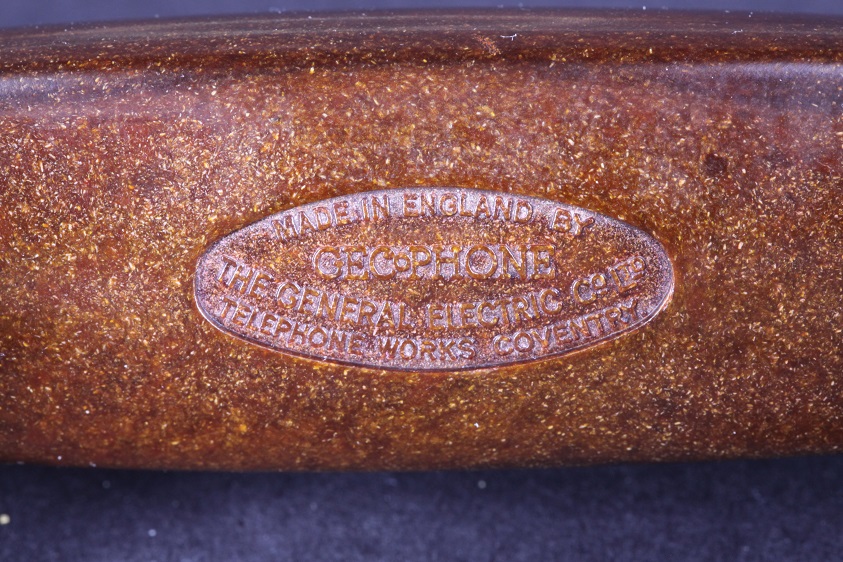 MADE IN ENGLAND BY
GECoPHONE
THE GENERAL ELECTRIC Co. LTD
TELEPHONE WORKS COVENTRY